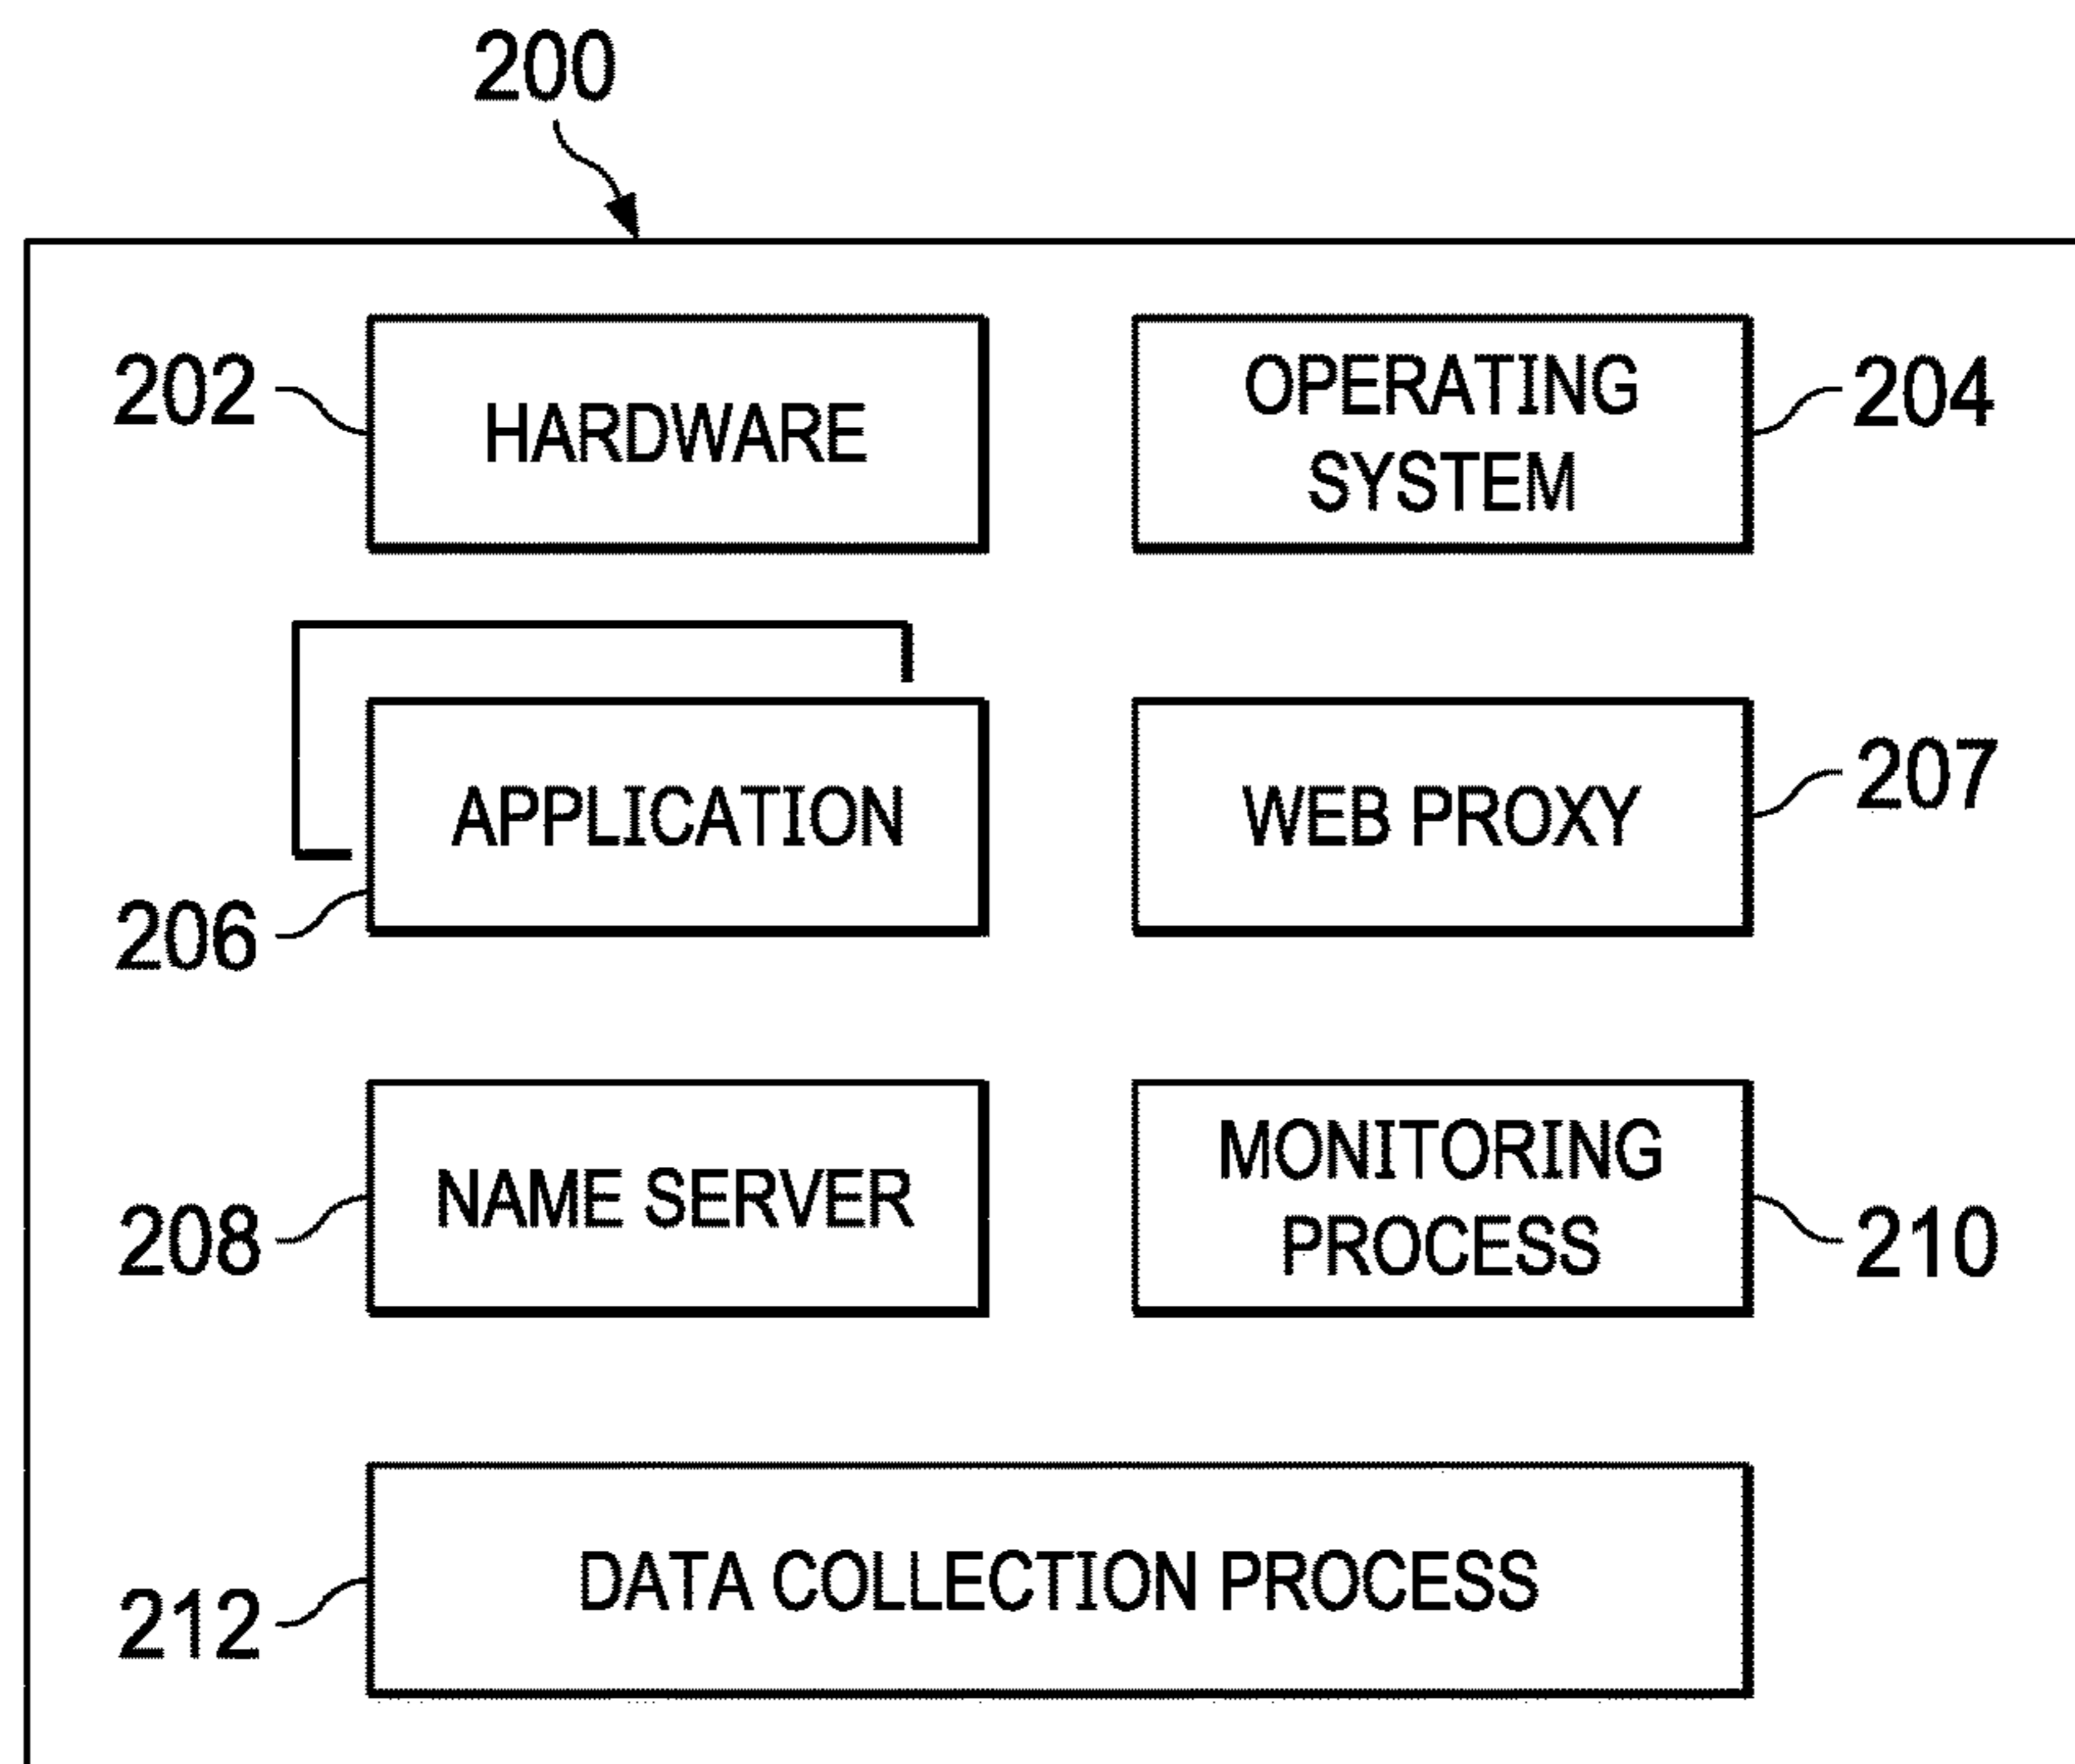 200
202
HARDWARE
OPERATING
SYSTEM
204
APPLICATION
206
WEB PROXY
207
208
NAME SERVER
MONITORING
PROCESS
210
212
DATA COLLECTION PROCESS